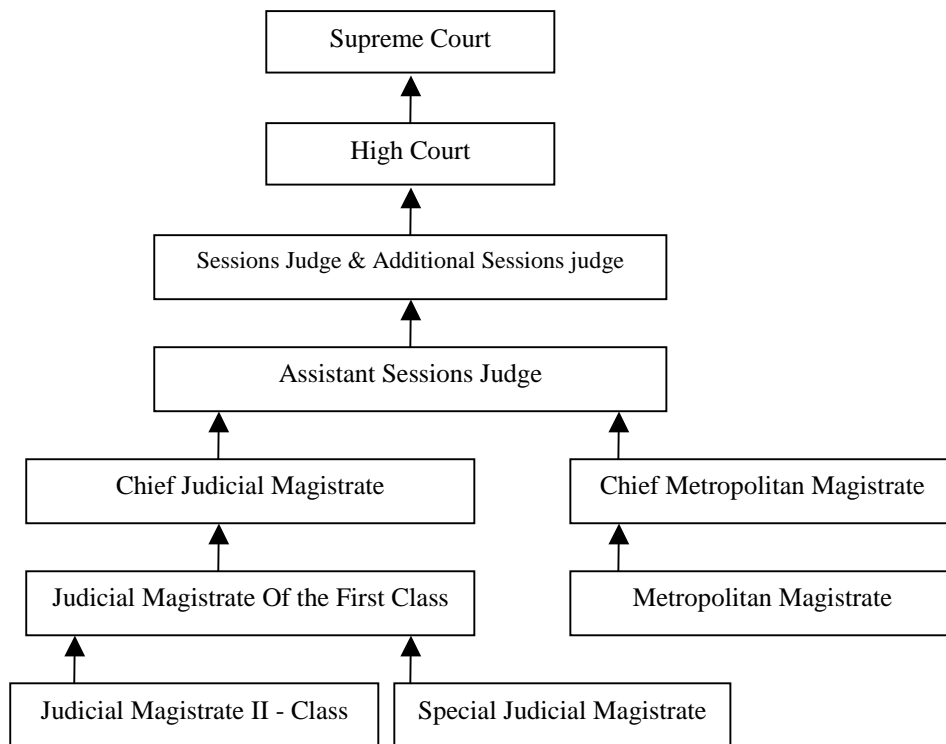 Supreme Court
High Court
Sessions Judge & Additional Sessions judge
Assistant Sessions Judge
Chief Judicial Magistrate
Chief Metropolitan Magistrate
Judicial Magistrate Of the First Class
Metropolitan Magistrate
Judicial Magistrate II - Class
Special Judicial Magistrate